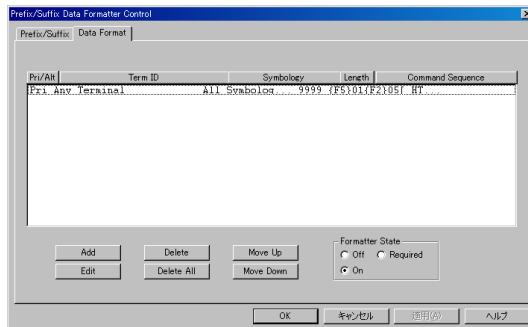 Prefix/Suffix Data Formatter Control
Prefix/Suffix Data Format
Pri/Alt Term ID Symbology Length Command Sequence
Pri Any Terminal All Symbolog... 9999 {F5}01{F2}05[ HT...
Add Delete Move Up
Edit Delete All Move Down
Formatter State
Off Required
On
OK キャンセル 適用(A) ヘルプ